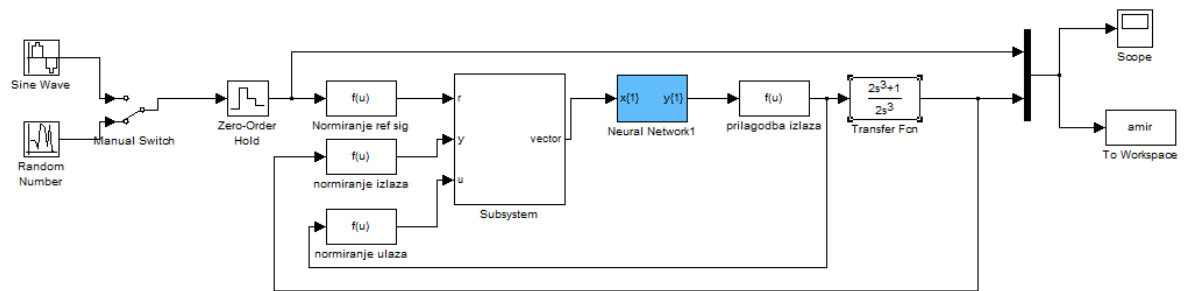 Sine Wave
Random
Number
Manual Switch
Zero-Order
Hold
f(u)
Normiranje ref sig
f(u)
normiranje izlaza
f(u)
normiranje ulaza
r
y
u
vector
Subsystem
x{1}
y{1}
Neural Network1
f(u)
prilagodba izlaza
2s³+1
2s³
Transfer Fcn
Scope
amir
To Workspace